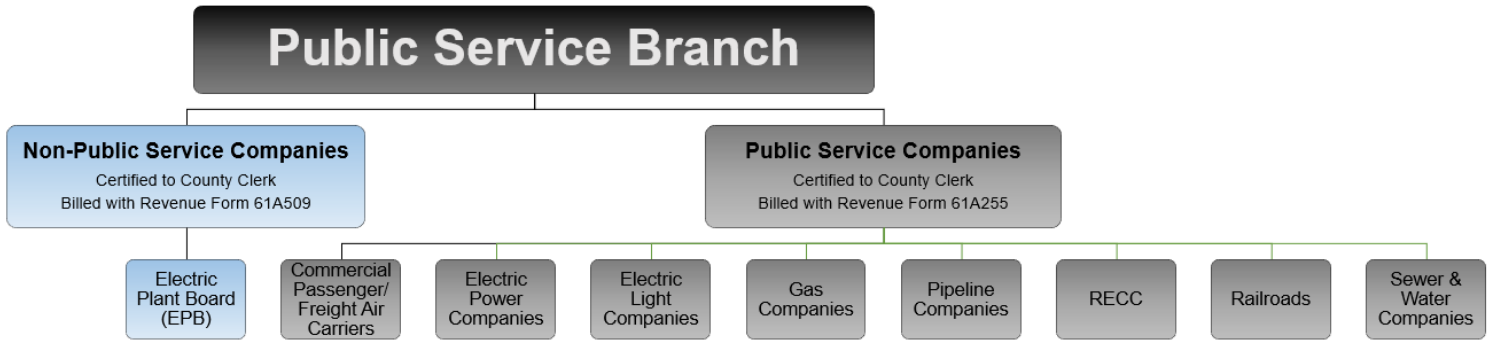 Public Service Branch
Non-Public Service Companies
Certified to County Clerk
Billed with Revenue Form 61A509
Public Service Companies
Certified to County Clerk
Billed with Revenue Form 61A255
Electric
Plant Board
(EPB)
Commercial
Passenger/
Freight Air
Carriers
Electric
Power
Companies
Electric
Light
Companies
Gas
Companies
Pipeline
Companies
RECC
Railroads
Sewer &
Water
Companies